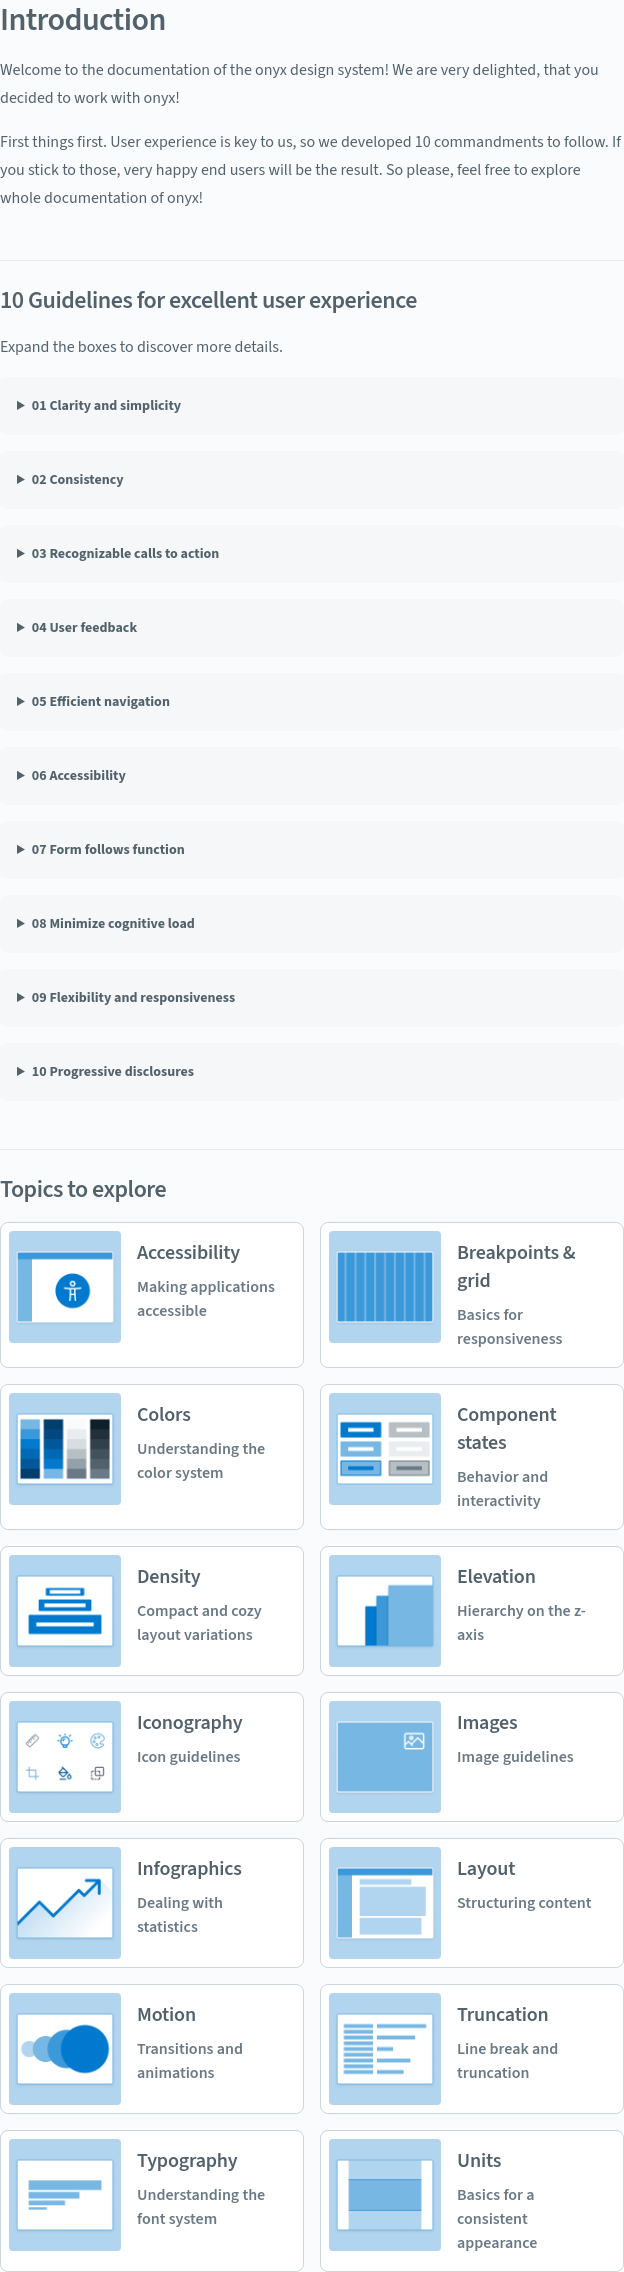 Introduction
Welcome to the documentation of the onyx design system! We are very delighted, that you
decided to work with onyx!
First things first. User experience is key to us, so we developed 10 commandments to follow. If
you stick to those, very happy end users will be the result. So please, feel free to explore
whole documentation of onyx!
10 Guidelines for excellent user experience
Expand the boxes to discover more details.
01 Clarity and simplicity
02 Consistency
03 Recognizable calls to action
04 User feedback
05 Efficient navigation
06 Accessibility
07 Form follows function
08 Minimize cognitive load
09 Flexibility and responsiveness
10 Progressive disclosures
Topics to explore
Accessibility
Making applications
accessible
Breakpoints &
grid
Basics for
responsiveness
Colors
Understanding the
color system
Component
states
Behavior and
interactivity
Density
Compact and cozy
layout variations
Elevation
Hierarchy on the z-
axis
Iconography
Icon guidelines
Images
Image guidelines
Infographics
Dealing with
statistics
Layout
Structuring content
Motion
Transitions and
animations
Truncation
Line break and
truncation
Typography
Understanding the
font system
Units
Basics for a
consistent
appearance